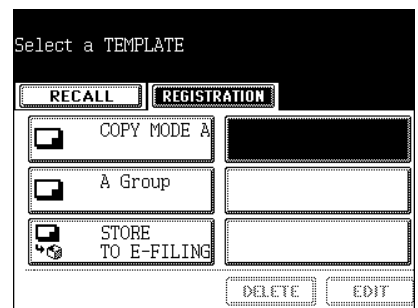 Select a TEMPLATE
RECALL REGISTRATION
COPY MODE A
A Group
STORE
TO E-FILING
DELETE EDIT